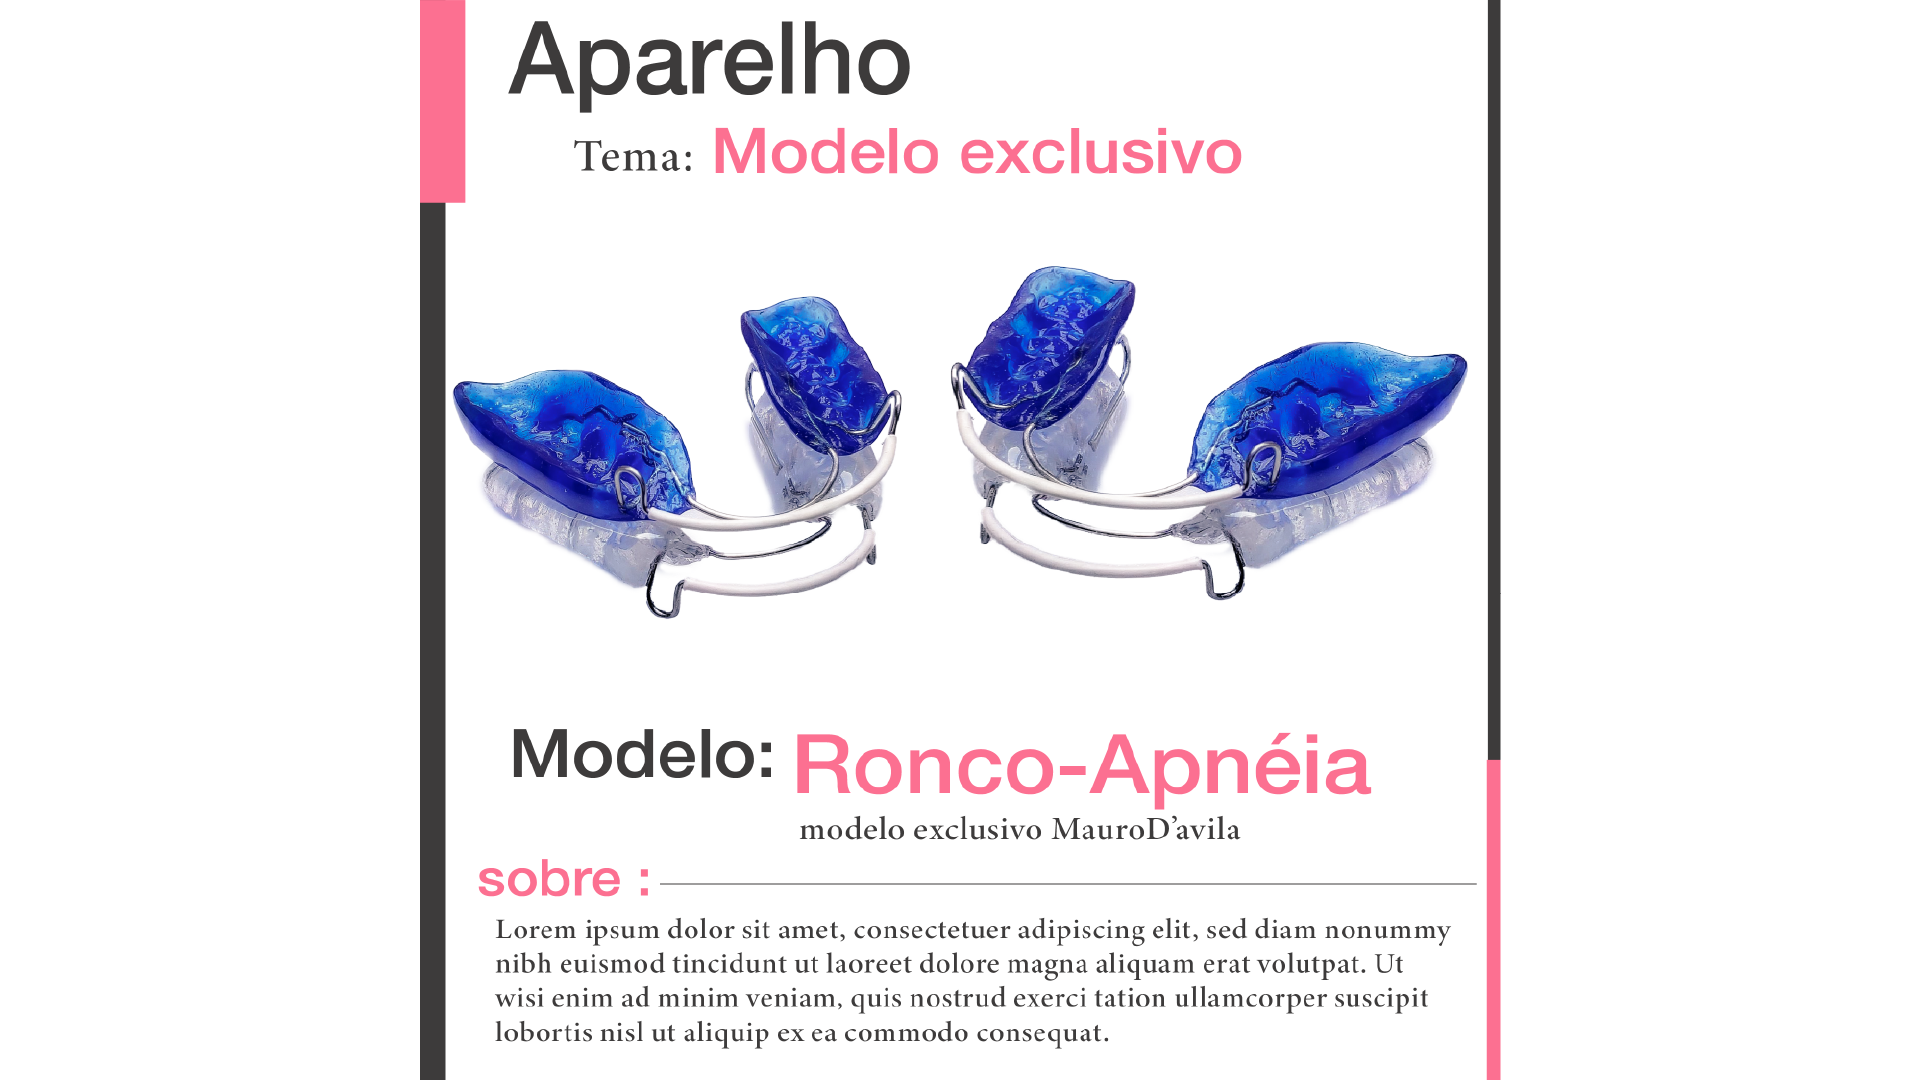 Aparelho
Tema: Modelo exclusivo
Modelo: Ronco-Apnéia
modelo exclusivo MauroD’avila
sobre :
Lorem ipsum dolor sit amet, consectetuer adipiscing elit, sed diam nonummy
nibh euismod tincidunt ut laoreet dolore magna aliquam erat volutpat. Ut
wisi enim ad minim veniam, quis nostrud exerci tation ullamcorper suscipit
lobortis nisl ut aliquip ex ea commodo consequat.